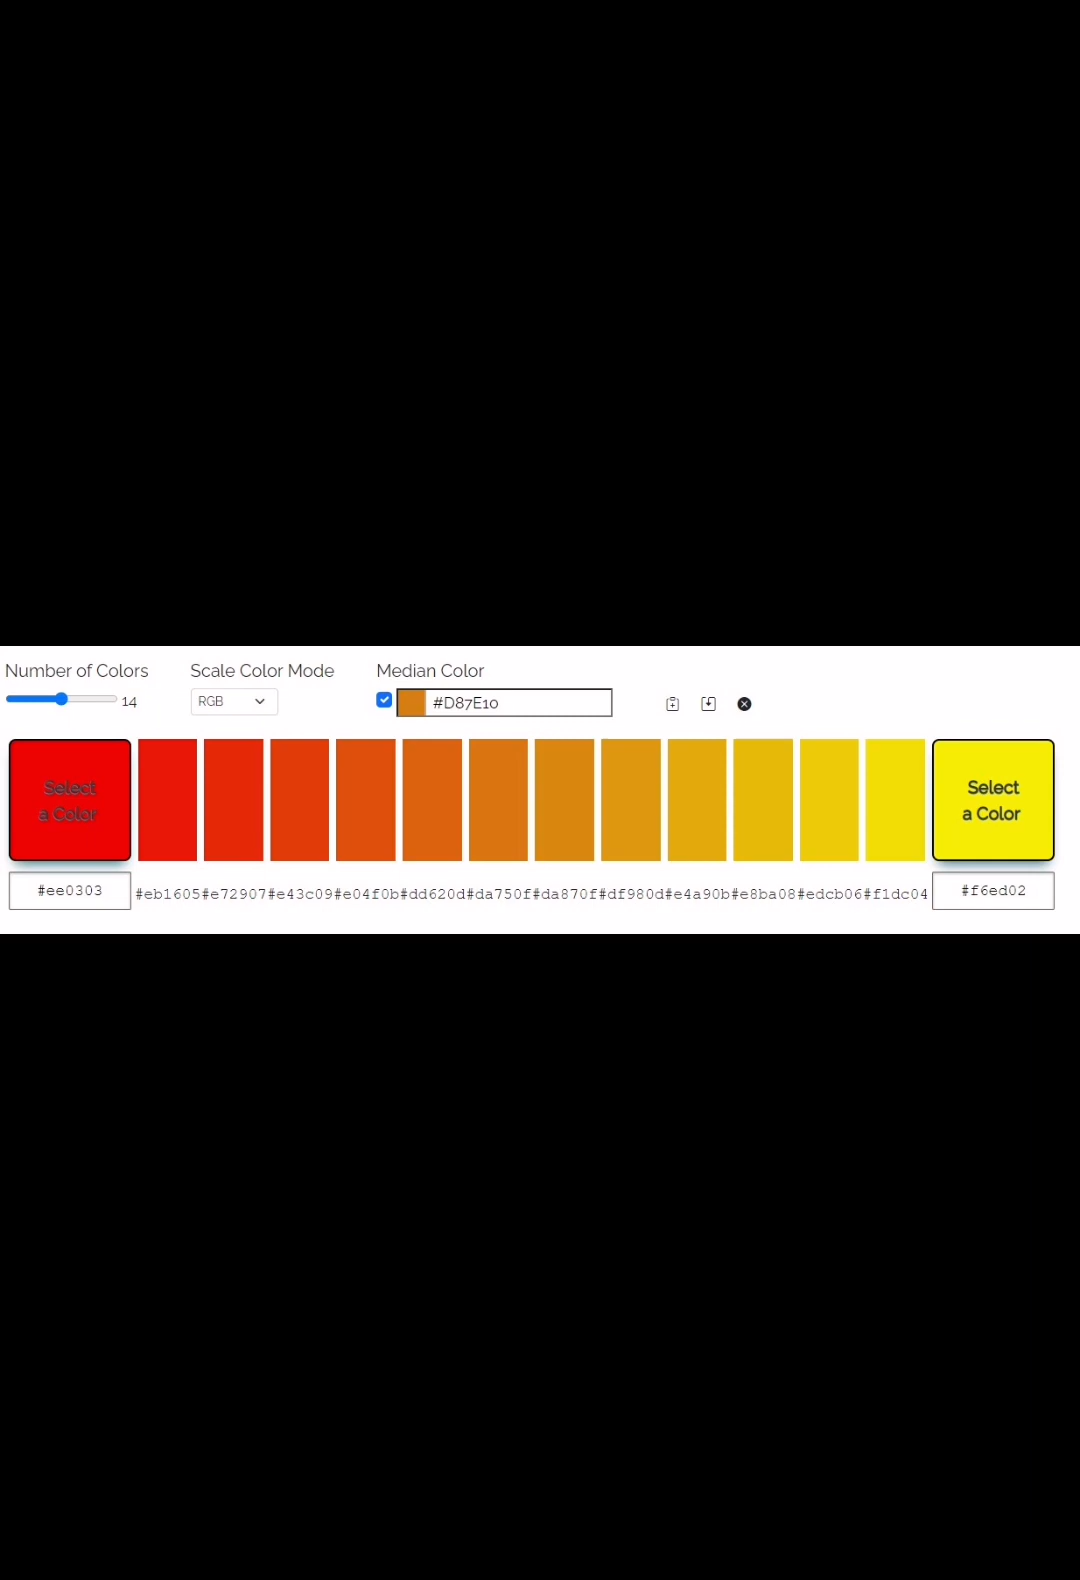 Number of Colors Scale Color Mode Median Color
14 RGB #D87E10
Select
a Color
Select
a Color
#ee0303 #eb1605 #e72907 #e43c09 #e04f0b #dd620d #da750f #da870f #df980d #e4a90b #e8ba08 #edcb06 #f1dc04 #f6ed02